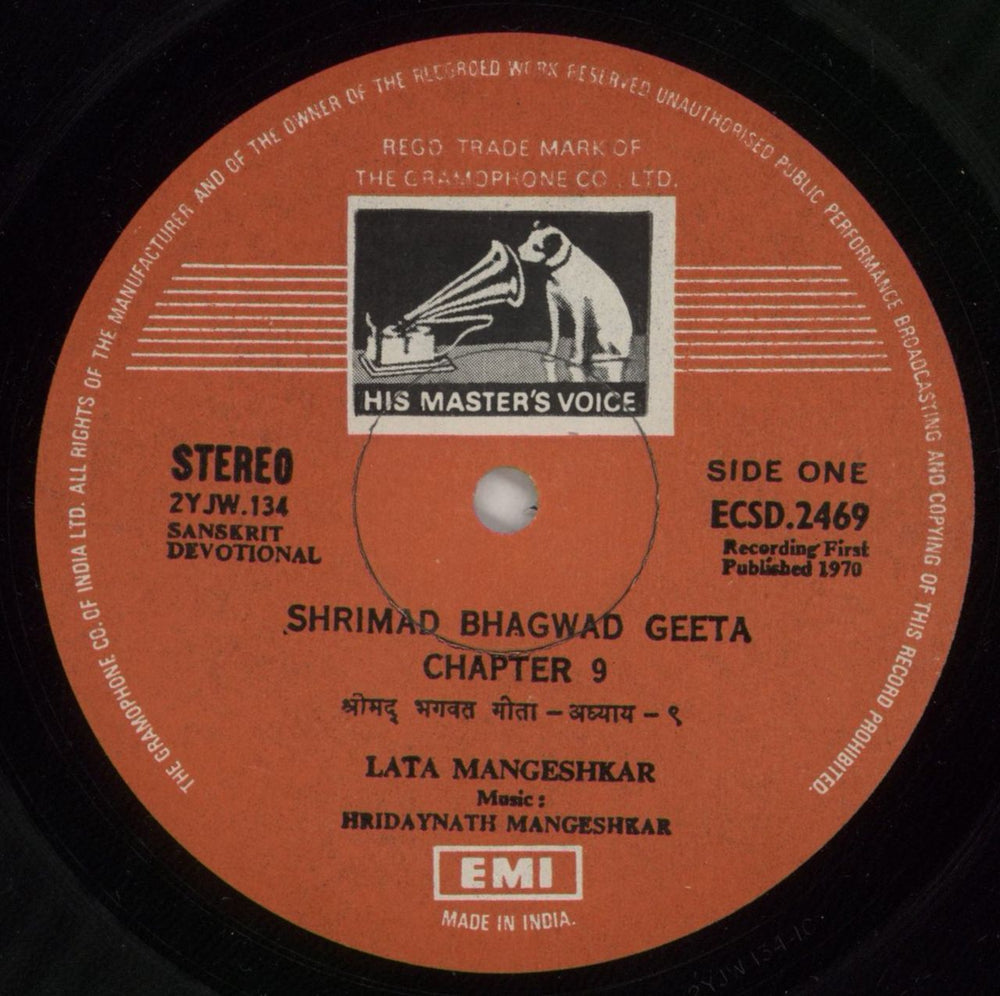 THE GRAMOPHONE CO. OF INDIA LTD. ALL RIGHTS OF THE MANUFACTURER AND OF THE OWNER OF THE RECORDED WORK RESERVED UNAUTHORISED PUBLIC PERFORMANCE BROADCASTING AND COPYING OF THIS RECORD PROHIBITED.
REGD. TRADE MARK OF
THE GRAMOPHONE CO. LTD.
HIS MASTER'S VOICE
STEREO
2YJW.134
SANSKRIT
DEVOTIONAL
SIDE ONE
ECSD.2469
Recording First
Published 1970
SHRIMAD BHAGWAD GEETA
CHAPTER 9
श्रीमद् भगवत गीता – अध्याय – ९
LATA MANGESHKAR
Music :
HRIDAYNATH MANGESHKAR
EMI
MADE IN INDIA.